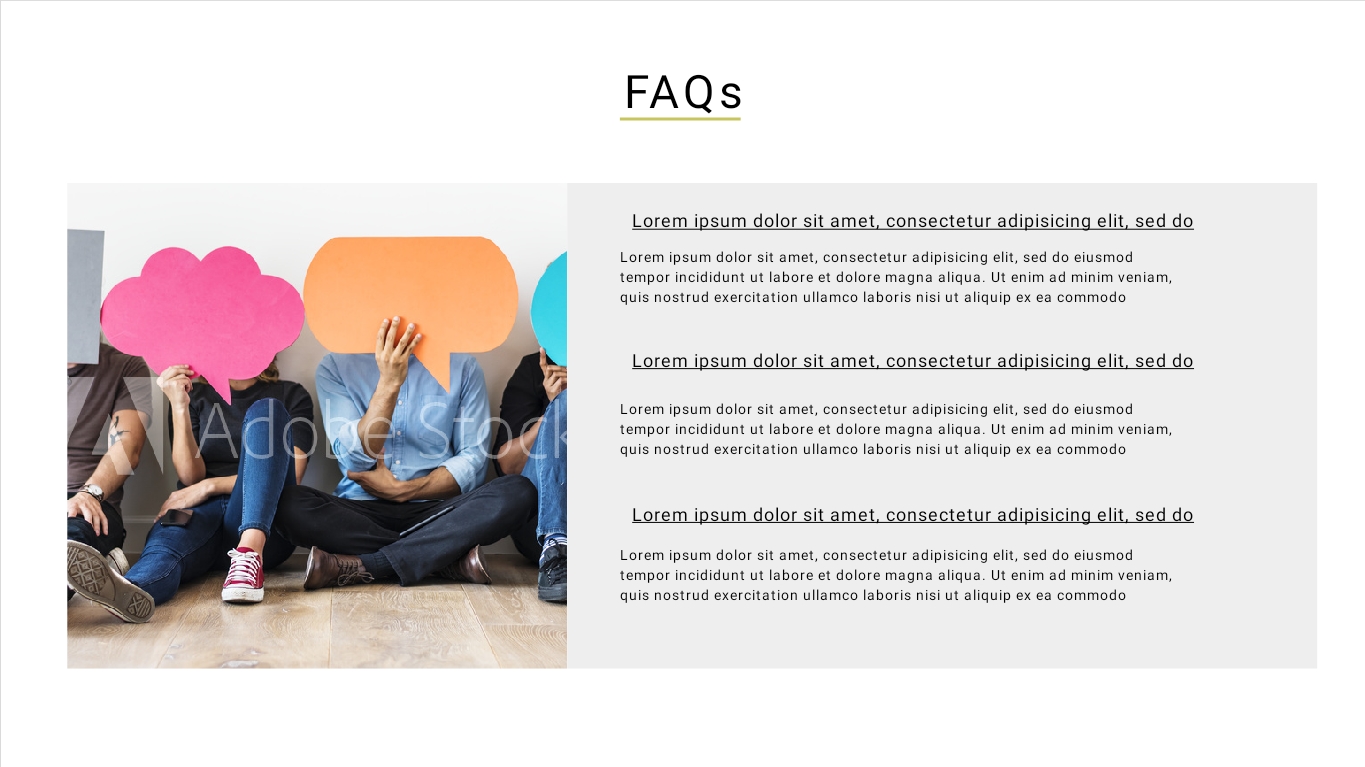 FAQs
Lorem ipsum dolor sit amet, consectetur adipisicing elit, sed do
Lorem ipsum dolor sit amet, consectetur adipisicing elit, sed do eiusmod
tempor incididunt ut labore et dolore magna aliqua. Ut enim ad minim veniam,
quis nostrud exercitation ullamco laboris nisi ut aliquip ex ea commodo
Lorem ipsum dolor sit amet, consectetur adipisicing elit, sed do
Lorem ipsum dolor sit amet, consectetur adipisicing elit, sed do eiusmod
tempor incididunt ut labore et dolore magna aliqua. Ut enim ad minim veniam,
quis nostrud exercitation ullamco laboris nisi ut aliquip ex ea commodo
Lorem ipsum dolor sit amet, consectetur adipisicing elit, sed do
Lorem ipsum dolor sit amet, consectetur adipisicing elit, sed do eiusmod
tempor incididunt ut labore et dolore magna aliqua. Ut enim ad minim veniam,
quis nostrud exercitation ullamco laboris nisi ut aliquip ex ea commodo
Adobe Stock